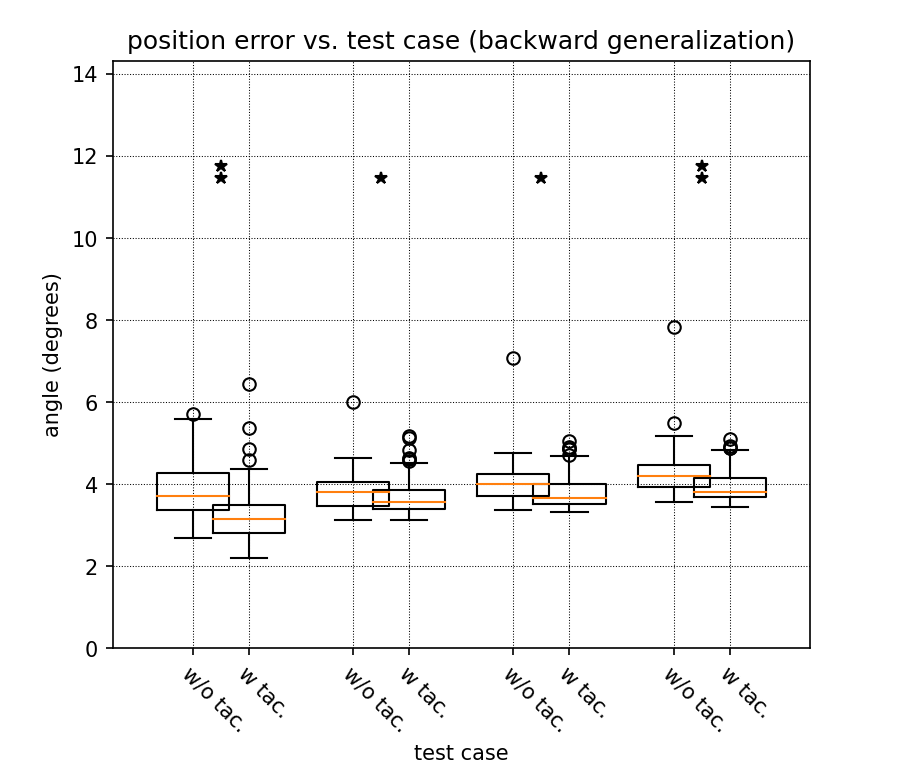 position error vs. test case (backward generalization)
14
12
10
8
6
4
2
0
angle (degrees)
w/o tac.
w tac.
w/o tac.
w tac.
w/o tac.
w tac.
w/o tac.
w tac.
test case